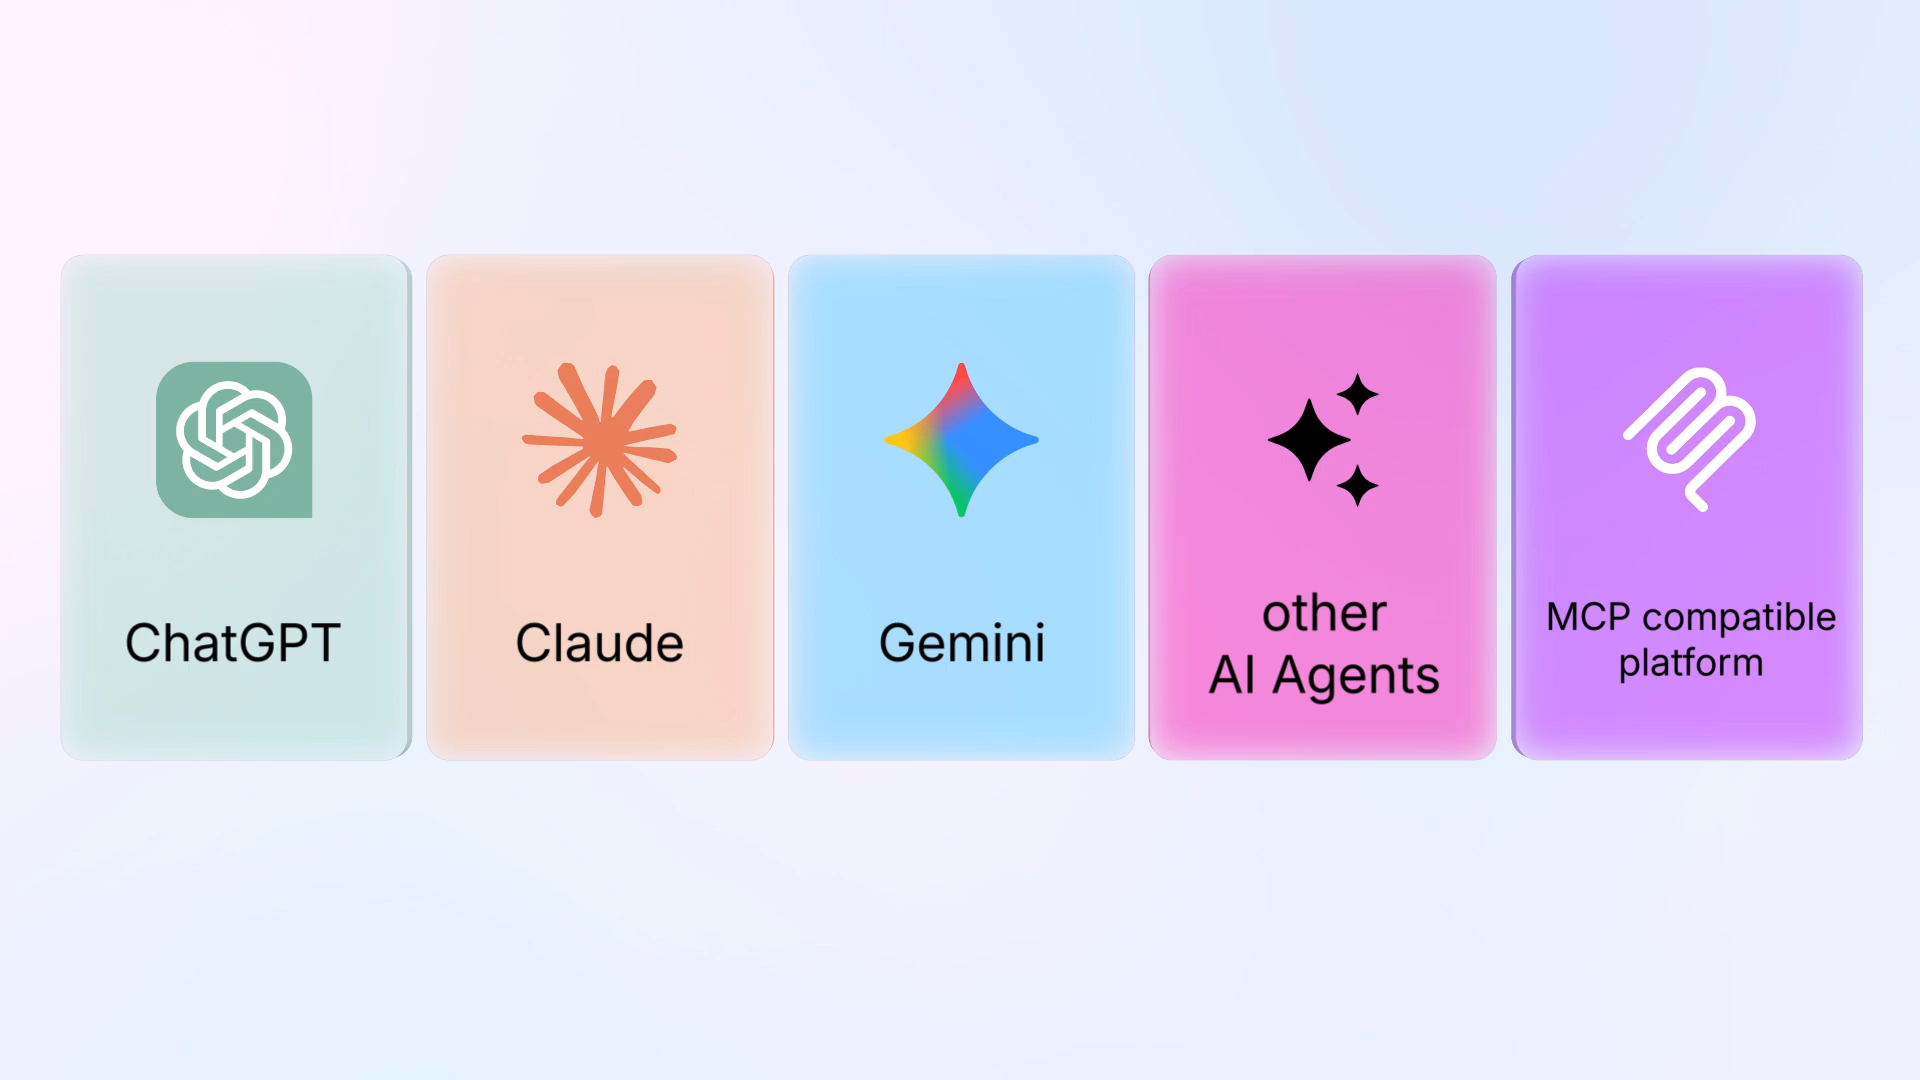 ChatGPT
Claude
Gemini
other
AI Agents
MCP compatible
platform